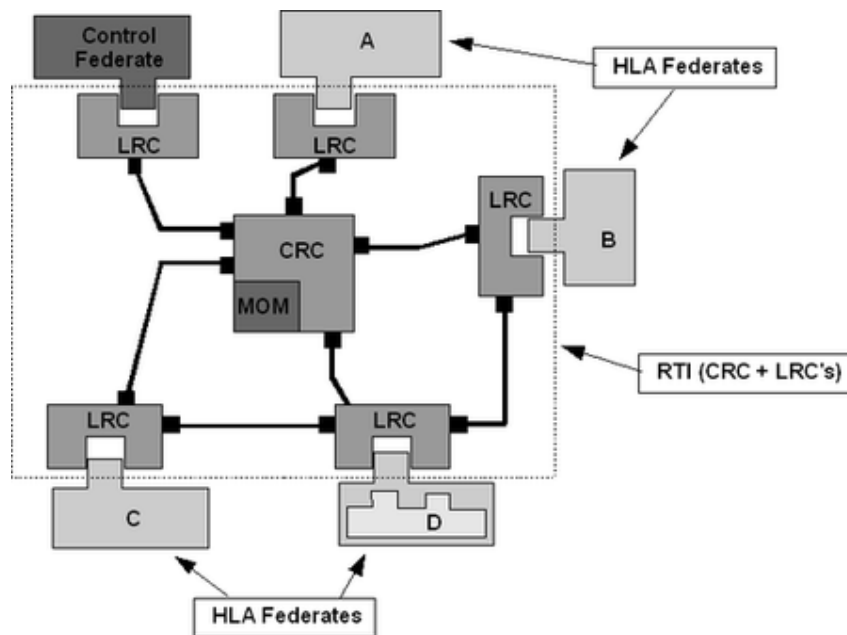 Control
Federate
A
HLA Federates
LRC
LRC
LRC
B
CRC
MOM
RTI (CRC + LRC's)
LRC
LRC
C
D
HLA Federates